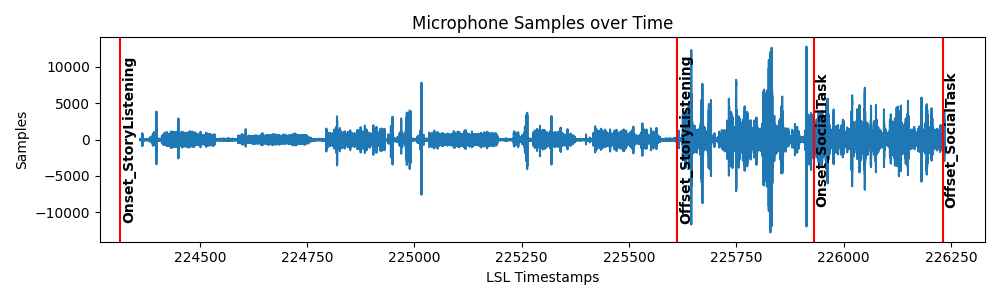 Microphone Samples over Time
10000
5000
0
−5000
−10000
Samples
Onset_StoryListening
Offset_StoryListening
Onset_SocialTask
Offset_SocialTask
224500
224750
225000
225250
225500
225750
226000
226250
LSL Timestamps